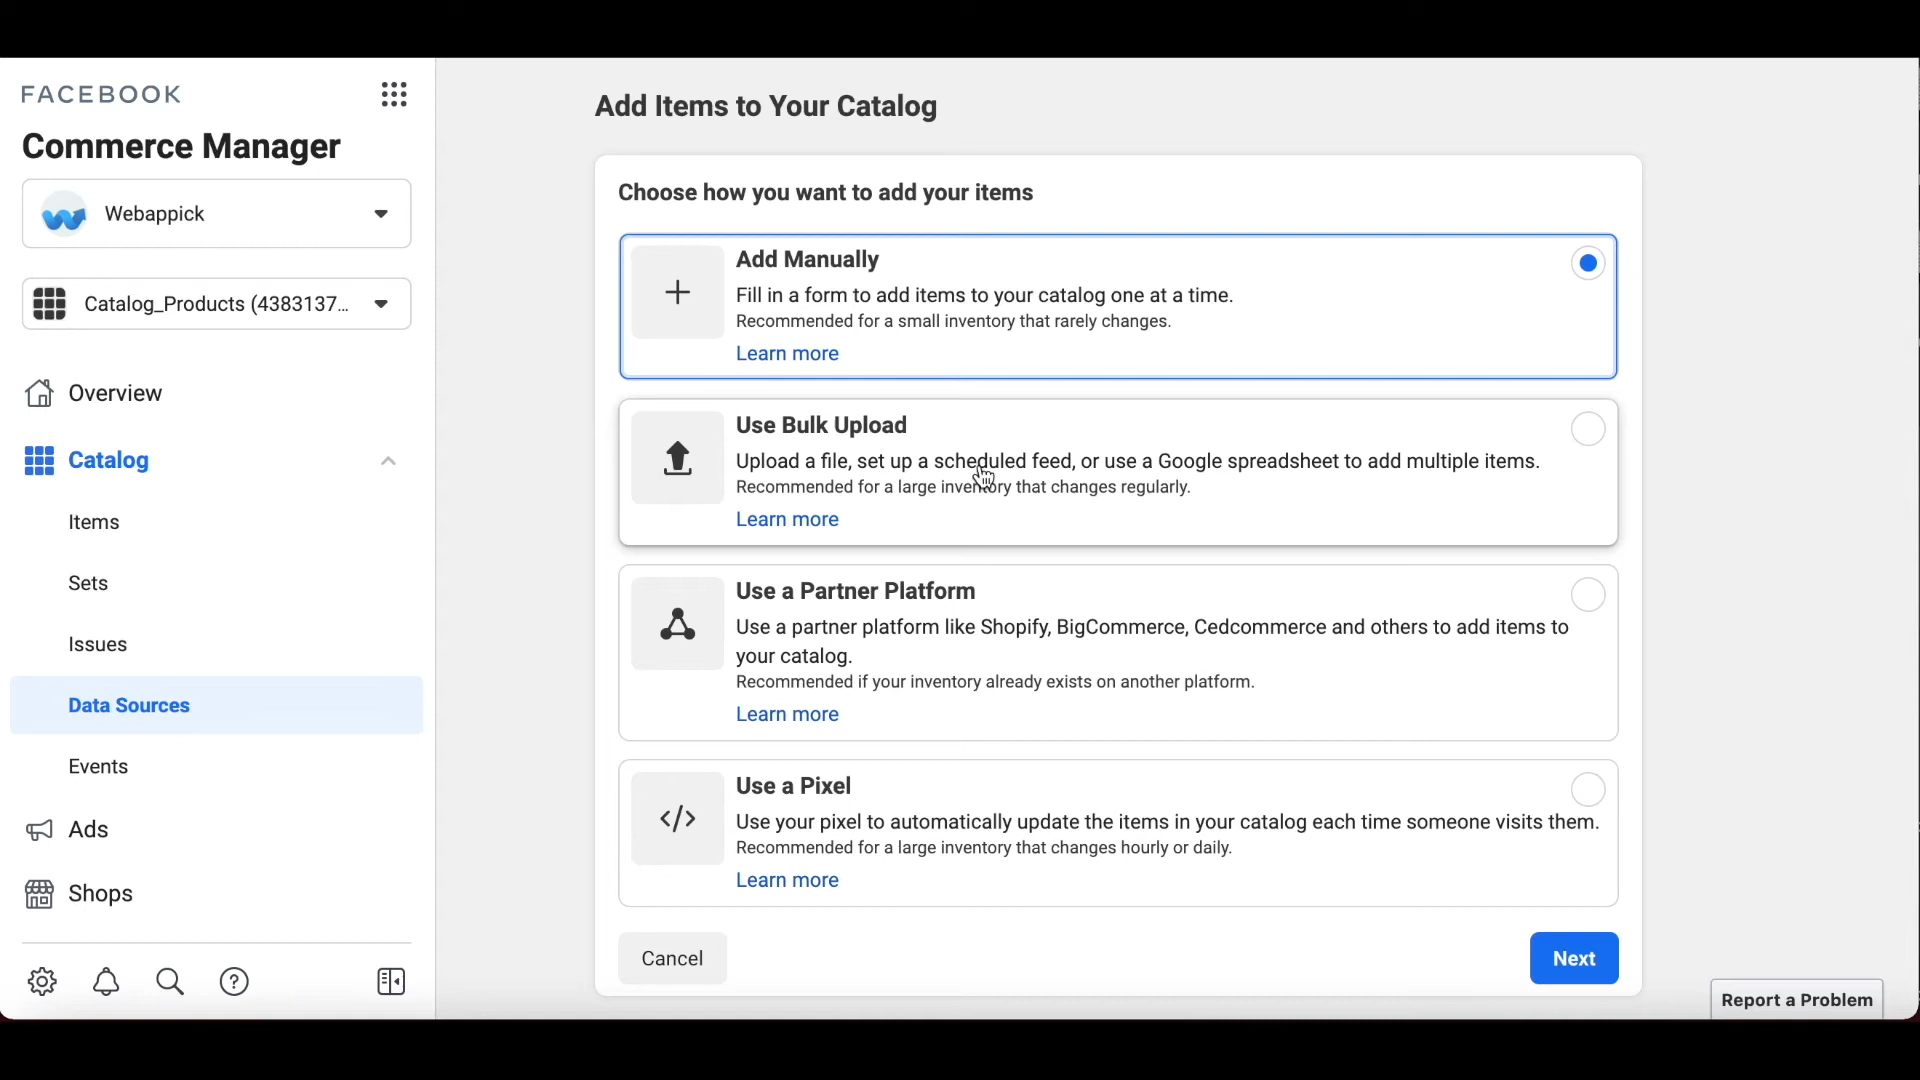 FACEBOOK
Commerce Manager
Webappick
Catalog_Products (4383137...
Overview
Catalog
Items
Sets
Issues
Data Sources
Events
Ads
Shops
Add Items to Your Catalog
Choose how you want to add your items
Add Manually
Fill in a form to add items to your catalog one at a time.
Recommended for a small inventory that rarely changes.
Learn more
Use Bulk Upload
Upload a file, set up a scheduled feed, or use a Google spreadsheet to add multiple items.
Recommended for a large inventory that changes regularly.
Learn more
Use a Partner Platform
Use a partner platform like Shopify, BigCommerce, Cedcommerce and others to add items to
your catalog.
Recommended if your inventory already exists on another platform.
Learn more
Use a Pixel
Use your pixel to automatically update the items in your catalog each time someone visits them.
Recommended for a large inventory that changes hourly or daily.
Learn more
Cancel
Next
Report a Problem